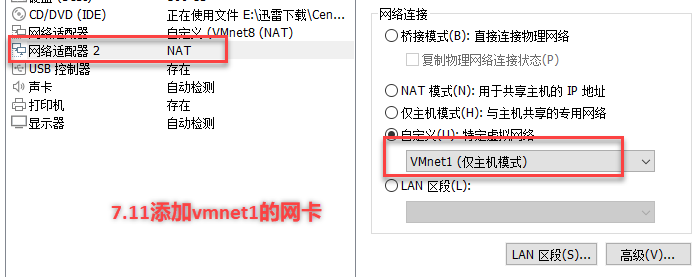 CD/DVD (IDE) 正在使用文件 E:\迅雷下载\Cen...
网络适配器 自定义 (VMnet8 (NAT)
网络适配器 2 NAT
USB 控制器 存在
声卡 自动检测
打印机 存在
显示器 自动检测
7.11添加vmnet1的网卡
网络连接
桥接模式(B): 直接连接物理网络
复制物理网络连接状态(P)
NAT 模式(N): 用于共享主机的 IP 地址
仅主机模式(H): 与主机共享的专用网络
自定义(U): 特定虚拟网络
VMnet1 (仅主机模式)
LAN 区段(L):
LAN 区段(S)... 高级(V)...